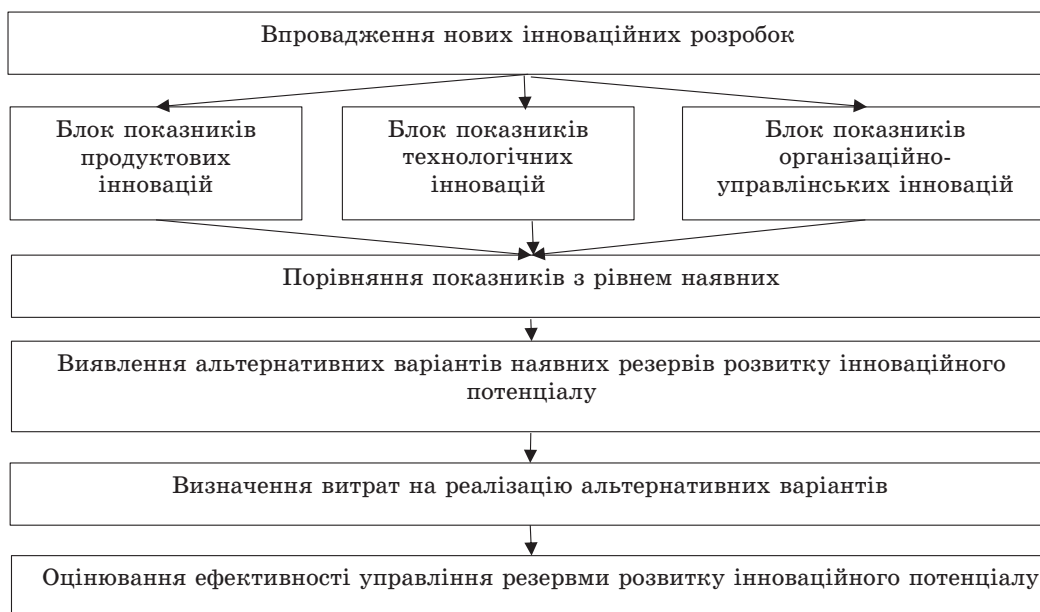 Впровадження нових інноваційних розробок
Блок показників
продуктових
інновацій
Блок показників
технологічних
інновацій
Блок показників
організаційно-
управлінських інновацій
Порівняння показників з рівнем наявних
Виявлення альтернативних варіантів наявних резервів розвитку інноваційного
потенціалу
Визначення витрат на реалізацію альтернативних варіантів
Оцінювання ефективності управління резервми розвитку інноваційного потенціалу